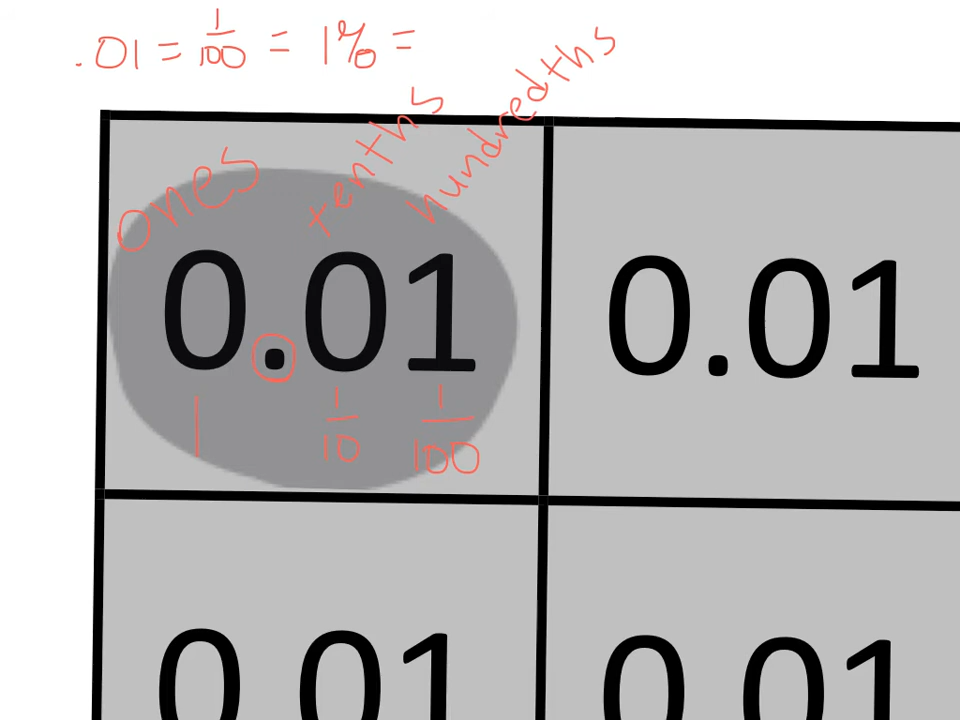 .01 = 1/100 = 1% =
ones tenths hundredths
0.01 0.01
1 1/10 1/100
0.01 0.01